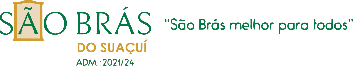 SÃO BRÁS
DO SUAÇUÍ
ADM.: 2021/24
"São Brás melhor para todos"